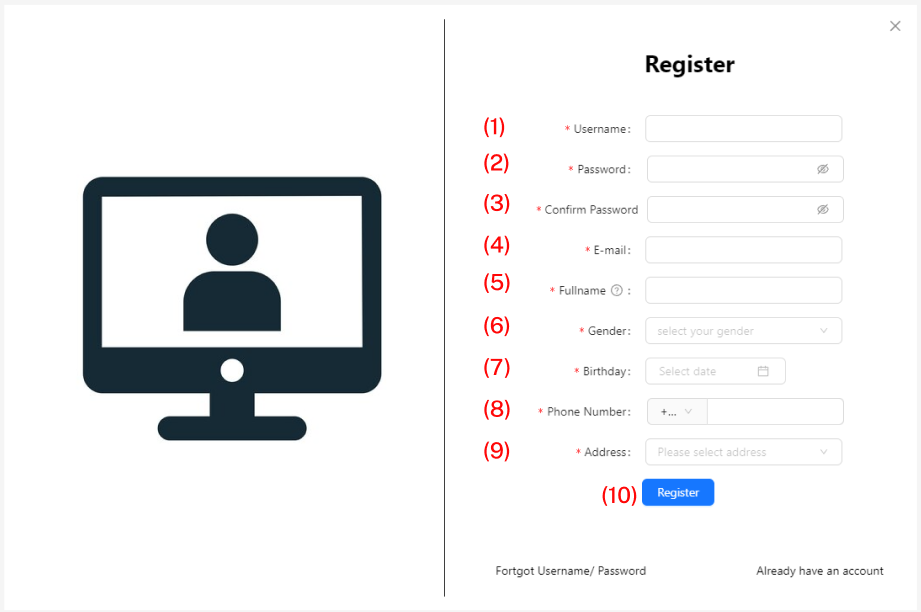 Register
(1) * Username:
(2) * Password:
(3) * Confirm Password
(4) * E-mail:
(5) * Fullname ? :
(6) * Gender: select your gender
(7) * Birthday: Select date
(8) * Phone Number: +...
(9) * Address: Please select address
(10) Register
Fortgot Username/ Password Already have an account